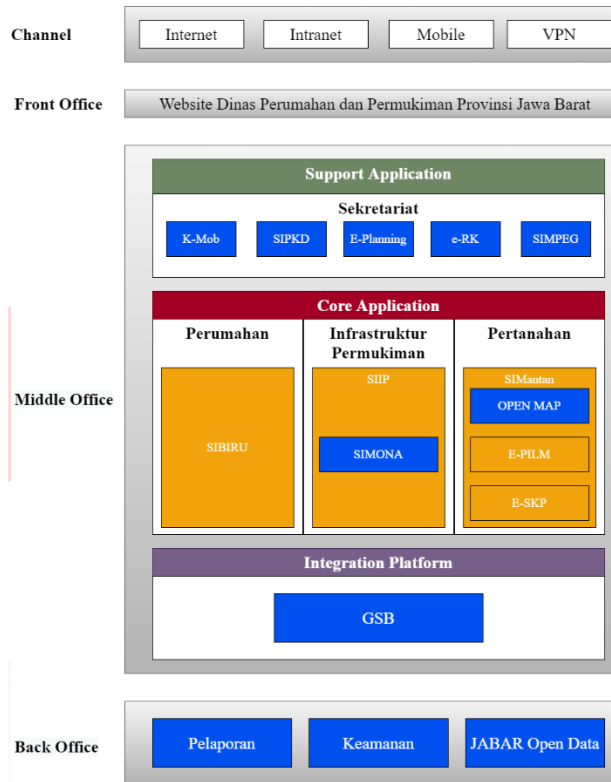 Channel
Internet
Intranet
Mobile
VPN
Front Office
Website Dinas Perumahan dan Permukiman Provinsi Jawa Barat
Middle Office
Support Application
Sekretariat
K-Mob
SIPKD
E-Planning
e-RK
SIMPEG
Core Application
Perumahan
SIBIRU
Infrastruktur
Permukiman
SIIP
SIMONA
Pertanahan
SIMantan
OPEN MAP
E-PILM
E-SKP
Integration Platform
GSB
Back Office
Pelaporan
Keamanan
JABAR Open Data